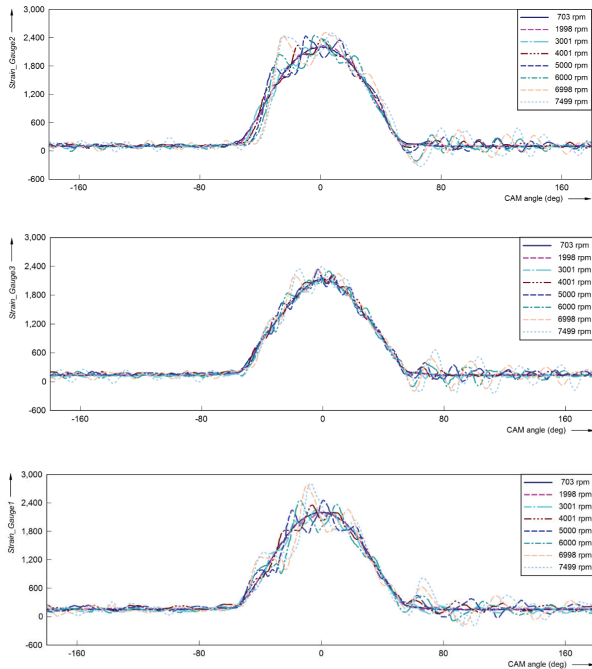 Strain_Gauge2
3,000
2,400
1,800
1,200
600
0
-600
-160
-80
0
80
160
CAM angle (deg)
703 rpm
1998 rpm
3001 rpm
4001 rpm
5000 rpm
6000 rpm
6998 rpm
7499 rpm
Strain_Gauge3
3,000
2,400
1,800
1,200
600
0
-600
-160
-80
0
80
160
CAM angle (deg)
703 rpm
1998 rpm
3001 rpm
4001 rpm
5000 rpm
6000 rpm
6998 rpm
7499 rpm
Strain_Gauge1
3,000
2,400
1,800
1,200
600
0
-600
-160
-80
0
80
160
CAM angle (deg)
703 rpm
1998 rpm
3001 rpm
4001 rpm
5000 rpm
6000 rpm
6998 rpm
7499 rpm